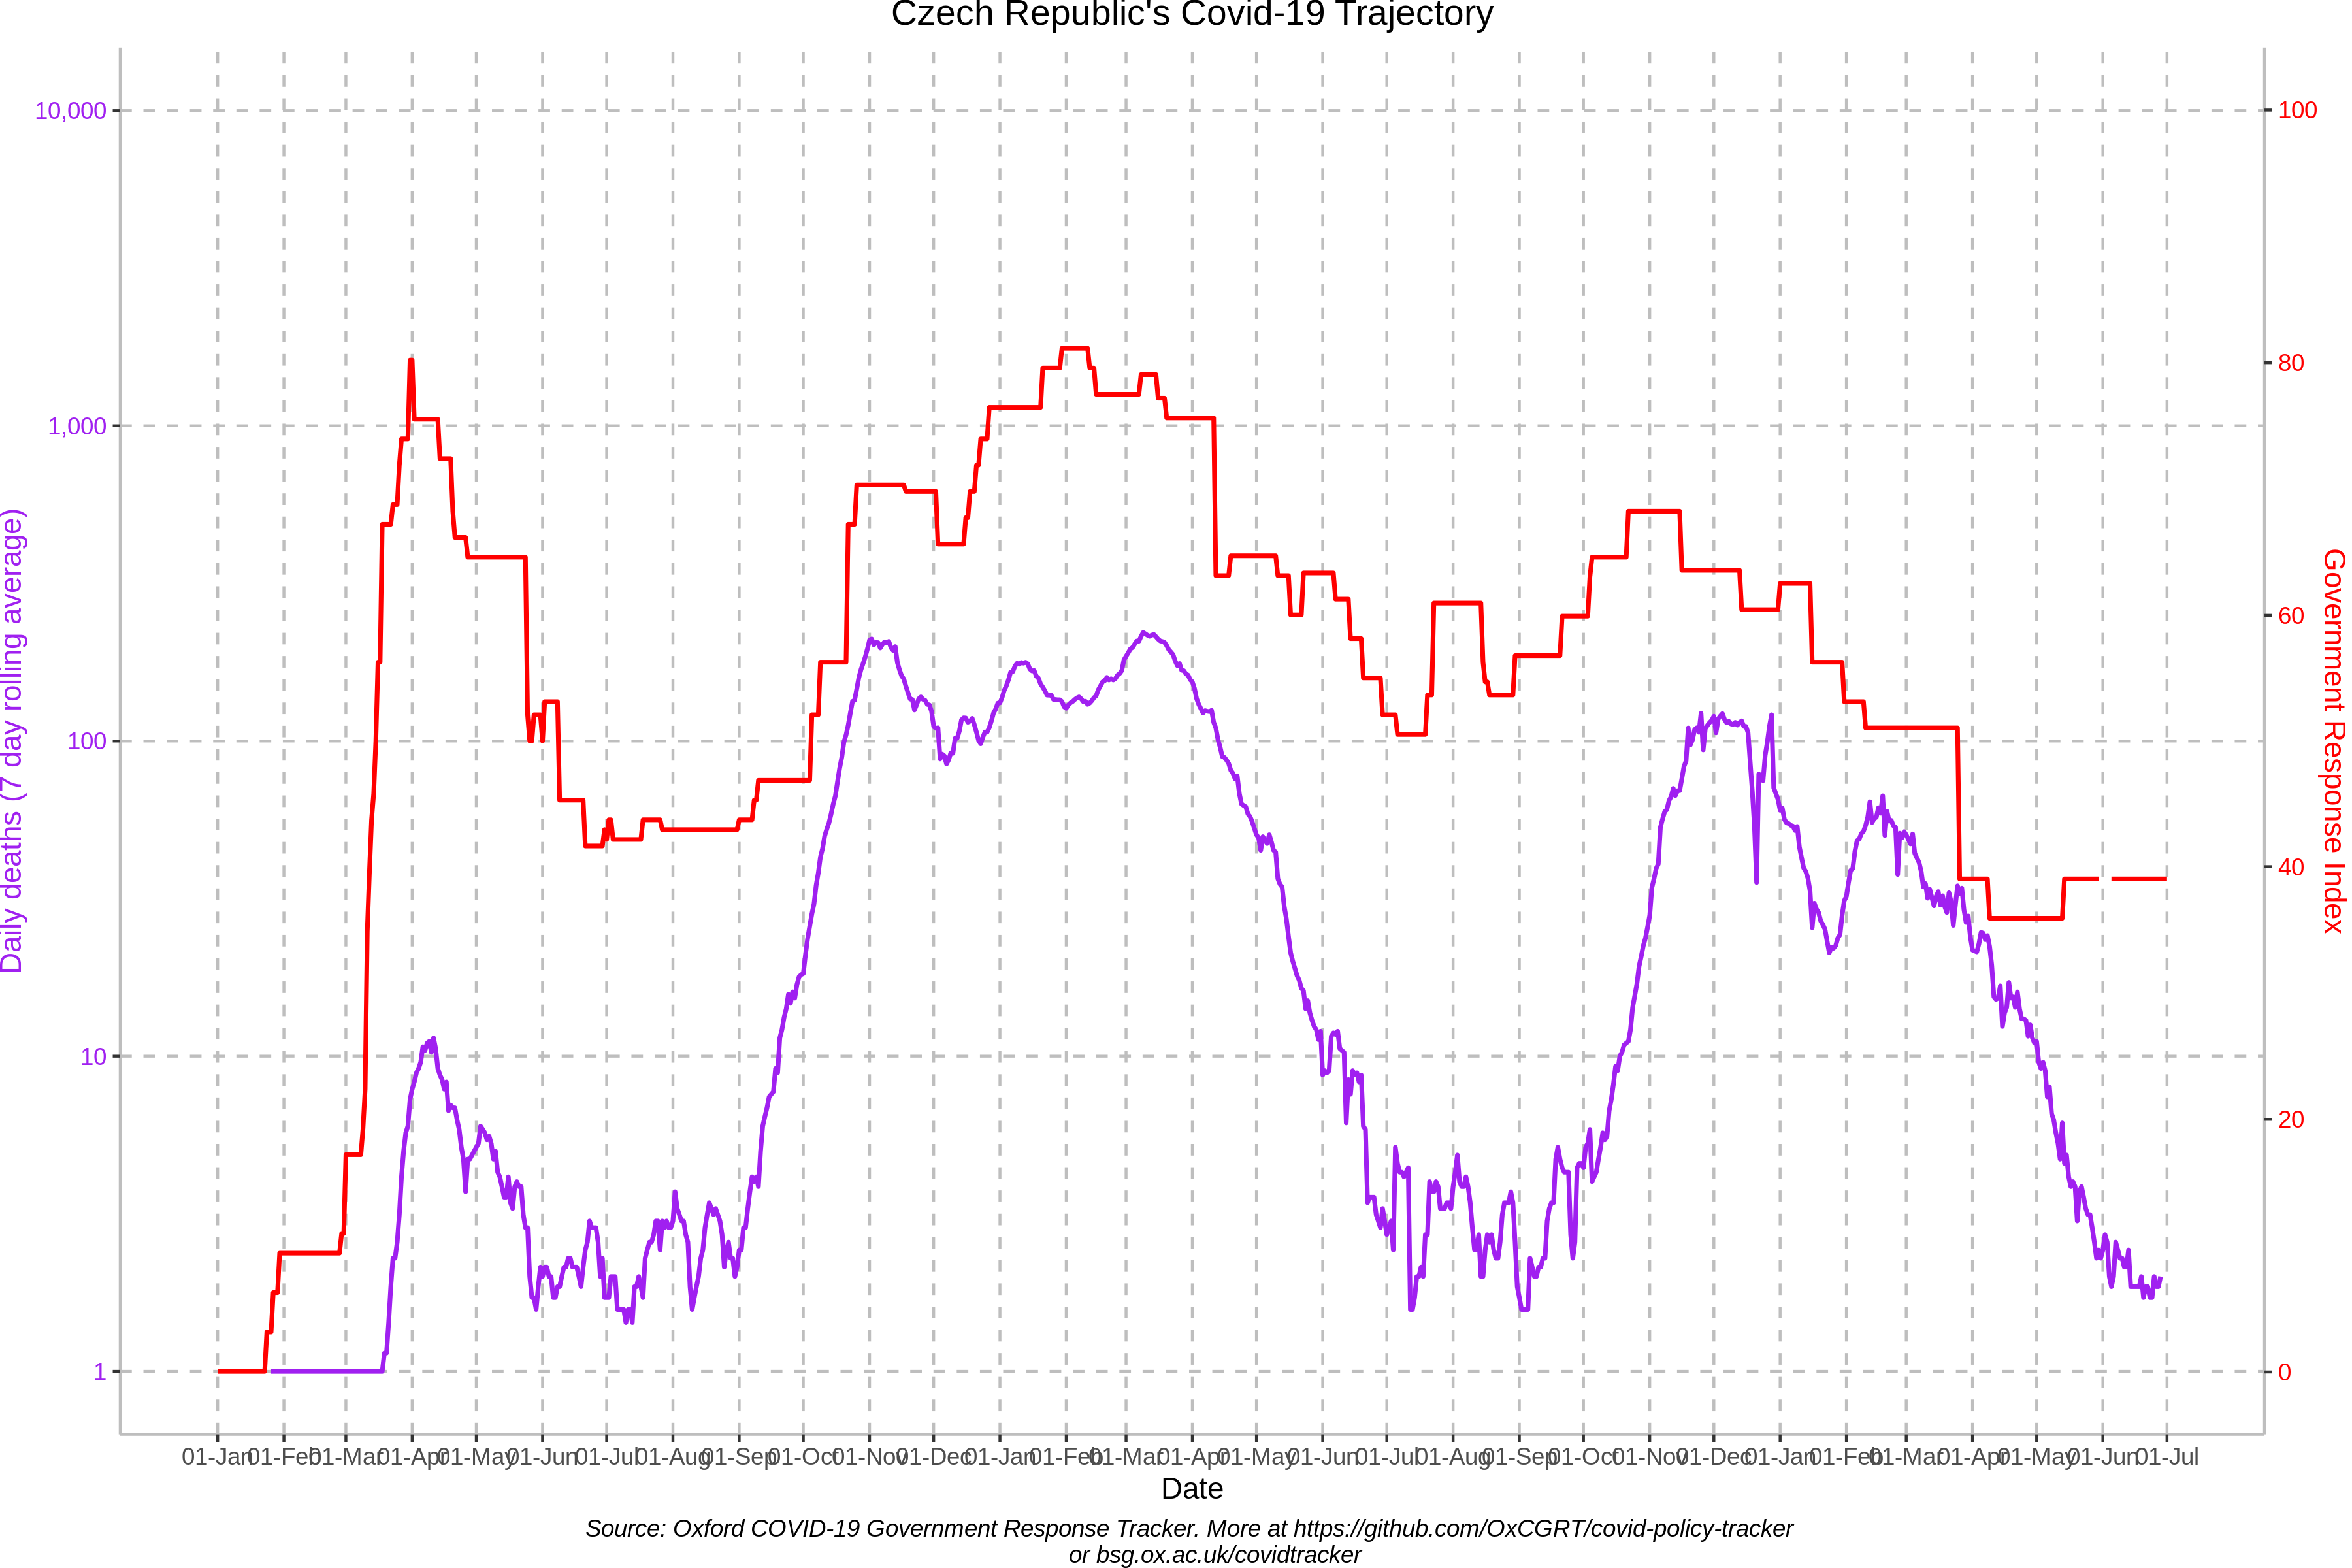 Czech Republic's Covid-19 Trajectory
10,000
1,000
100
10
1
Daily deaths (7 day rolling average)
100
80
60
40
20
0
Government Response Index
01-Jan 01-Feb 01-Mar 01-Apr 01-May 01-Jun 01-Jul 01-Aug 01-Sep 01-Oct 01-Nov 01-Dec 01-Jan 01-Feb 01-Mar 01-Apr 01-May 01-Jun 01-Jul 01-Aug 01-Sep 01-Oct 01-Nov 01-Dec 01-Jan 01-Feb 01-Mar 01-Apr 01-May 01-Jun 01-Jul
Date
Source: Oxford COVID-19 Government Response Tracker. More at https://github.com/OxCGRT/covid-policy-tracker
or bsg.ox.ac.uk/covidtracker